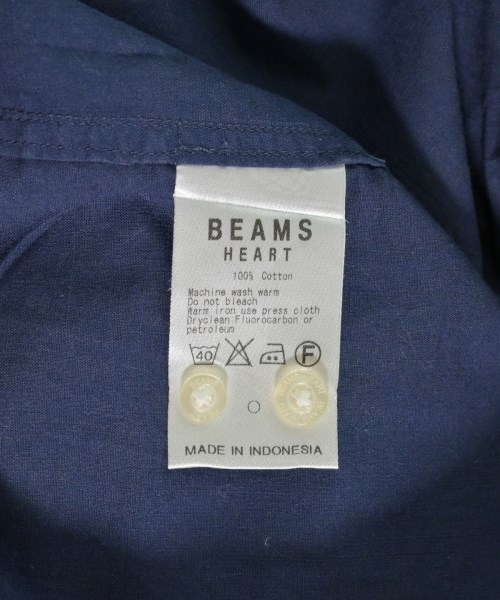 BEAMS
HEART
100% Cotton
Machine wash warm
Do not bleach
Warm iron use press cloth
Dryclean:Fluorocarbon or
petroleum
40
F
MADE IN INDONESIA